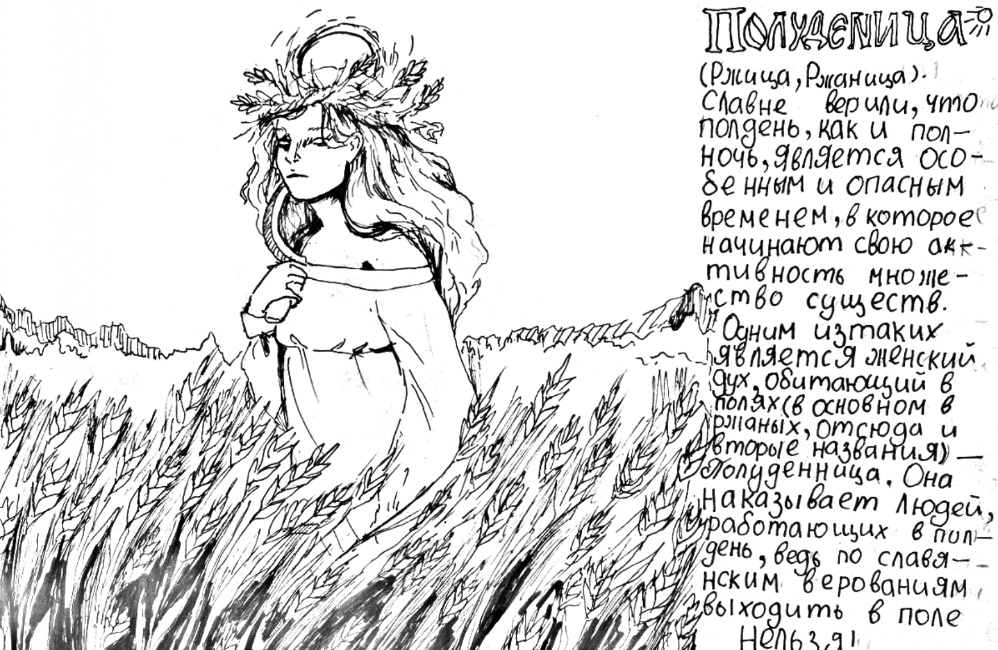 ПОЛУДЕNИЦА
(Ржица, Ржаница).
Славне верили, что
полдень, как и пол-
ночь, является осо-
бенным и опасным
временем, в которое
начинают свою акк-
тивность множе-
ство существ.
Одним изтаких
является женский
дух, обитающий в
полях (в основном в
ржаных, отсюда и
вторые названия) —
Полуденница. Она
наказывает людей,
работающих в пол-
день, ведь по славя-
нским верованиям
выходить в поле
нельзя!